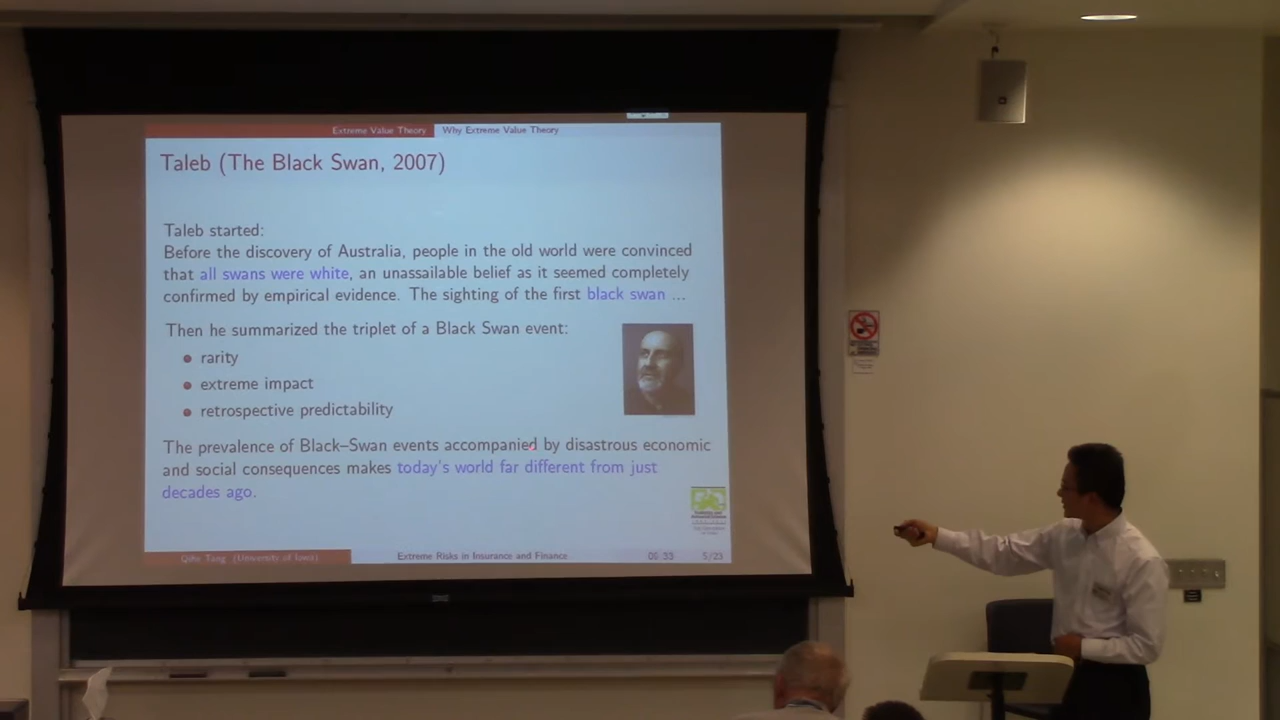 Extreme Value Theory Why Extreme Value Theory
Taleb (The Black Swan, 2007)
Taleb started:
Before the discovery of Australia, people in the old world were convinced
that all swans were white, an unassailable belief as it seemed completely
confirmed by empirical evidence. The sighting of the first black swan ...
Then he summarized the triplet of a Black Swan event:
rarity
extreme impact
retrospective predictability
The prevalence of Black–Swan events accompanied by disastrous economic
and social consequences makes today's world far different from just
decades ago.
Qihe Tang (University of Iowa) Extreme Risks in Insurance and Finance 5/23